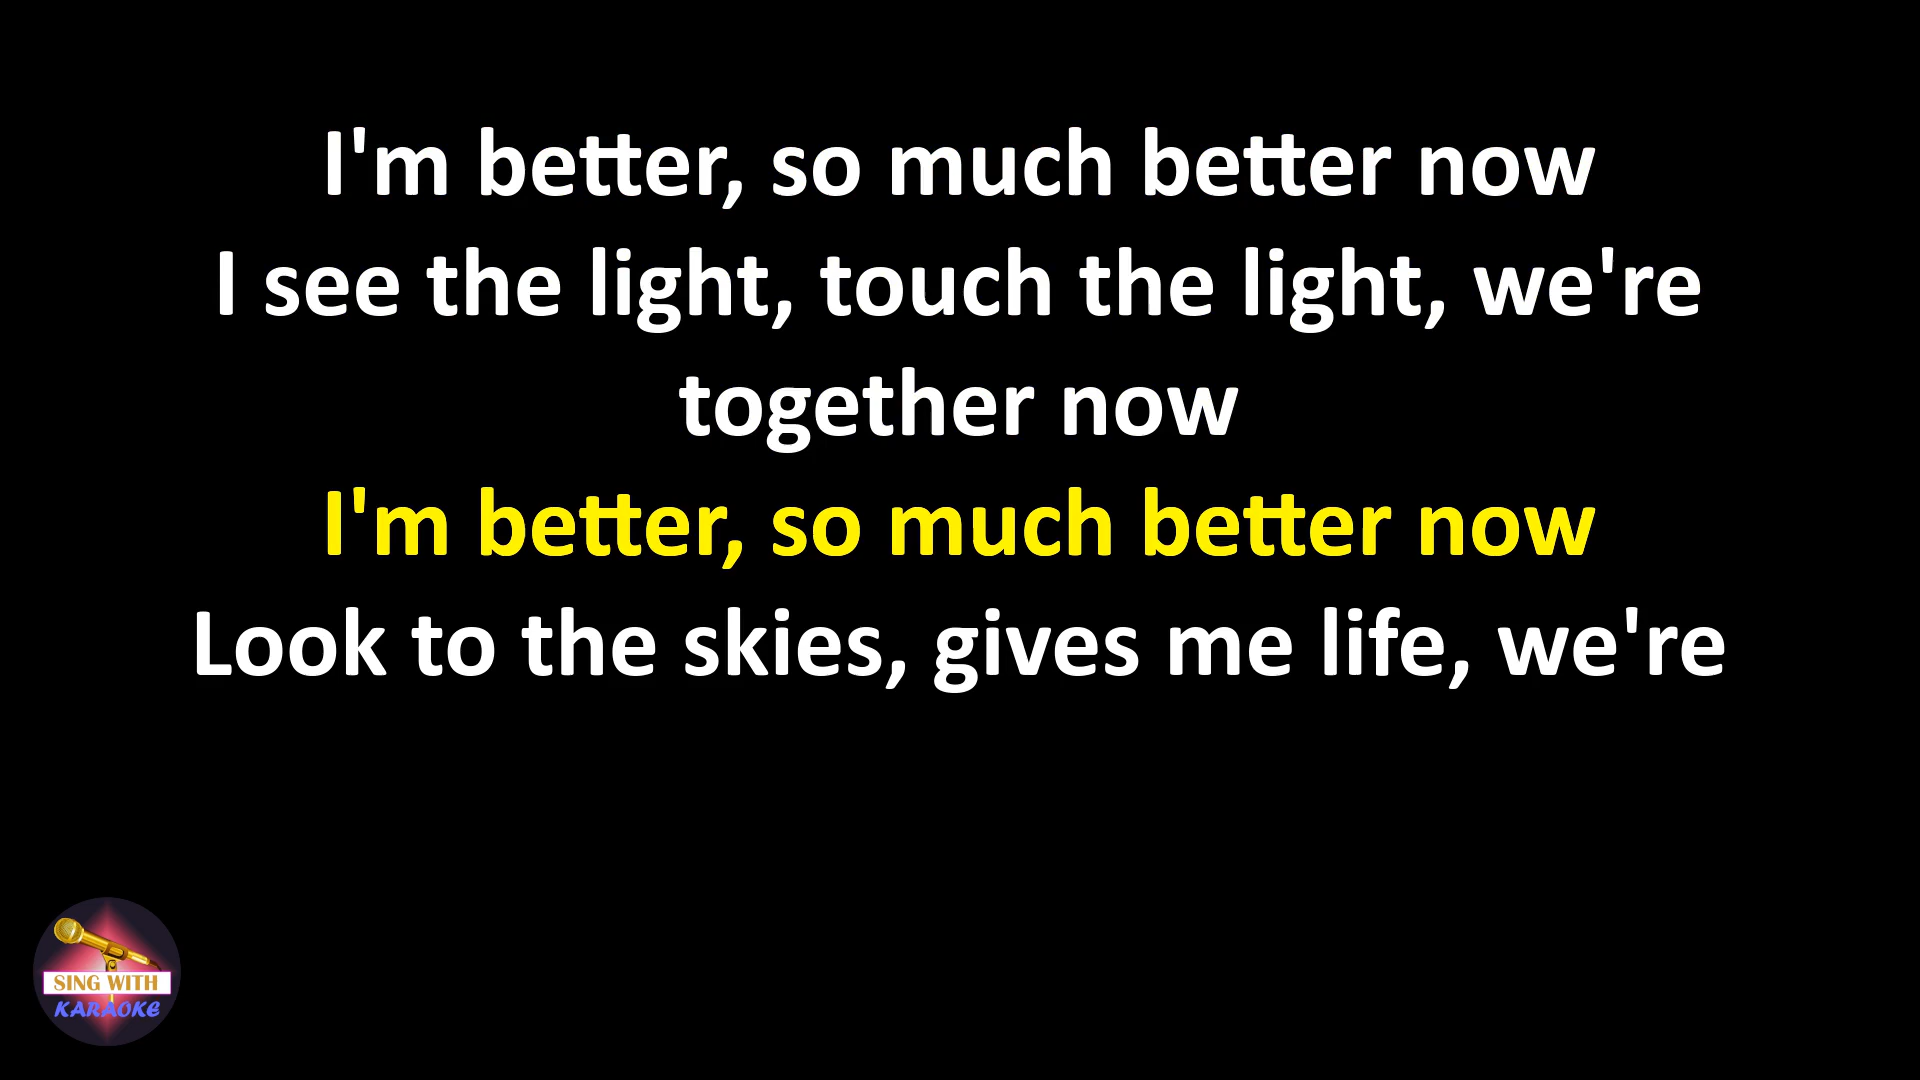 I'm better, so much better now
I see the light, touch the light, we're
together now
I'm better, so much better now
Look to the skies, gives me life, we're
SING WITH
KARAOKE